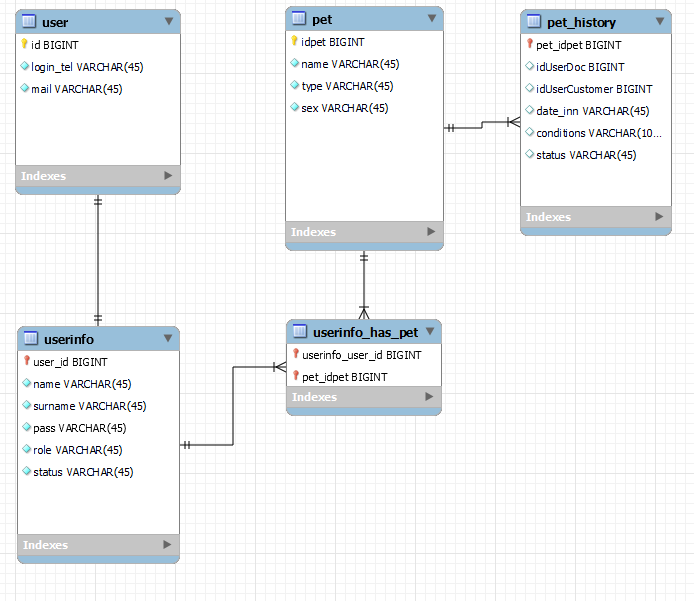 user
id BIGINT
login_tel VARCHAR(45)
mail VARCHAR(45)
Indexes
pet
idpet BIGINT
name VARCHAR(45)
type VARCHAR(45)
sex VARCHAR(45)
Indexes
pet_history
pet_idpet BIGINT
idUserDoc BIGINT
idUserCustomer BIGINT
date_inn VARCHAR(45)
conditions VARCHAR(10...
status VARCHAR(45)
Indexes
userinfo
user_id BIGINT
name VARCHAR(45)
surname VARCHAR(45)
pass VARCHAR(45)
role VARCHAR(45)
status VARCHAR(45)
Indexes
userinfo_has_pet
userinfo_user_id BIGINT
pet_idpet BIGINT
Indexes